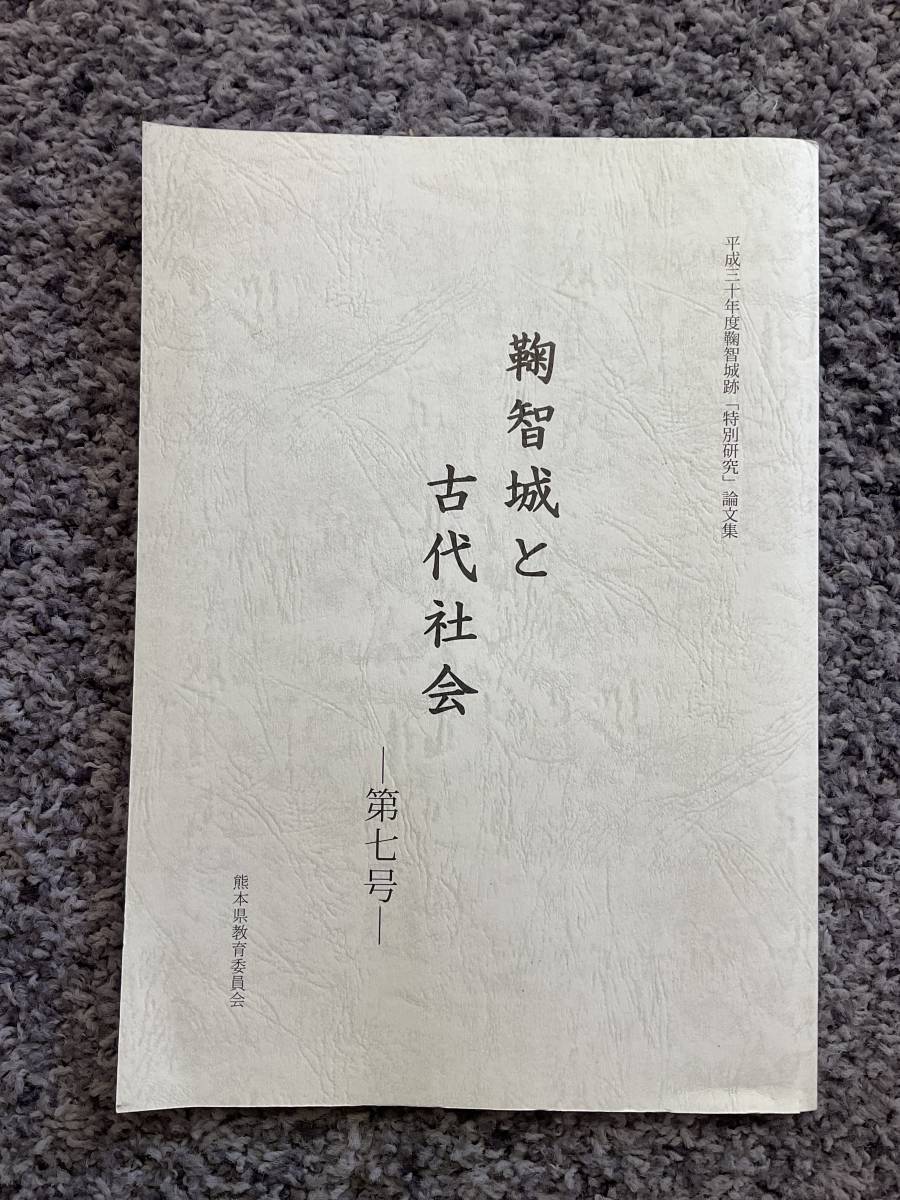 平成三十年度鞠智城跡「特別研究」論文集
鞠智城と
古代社会
―第七号―
熊本県教育委員会